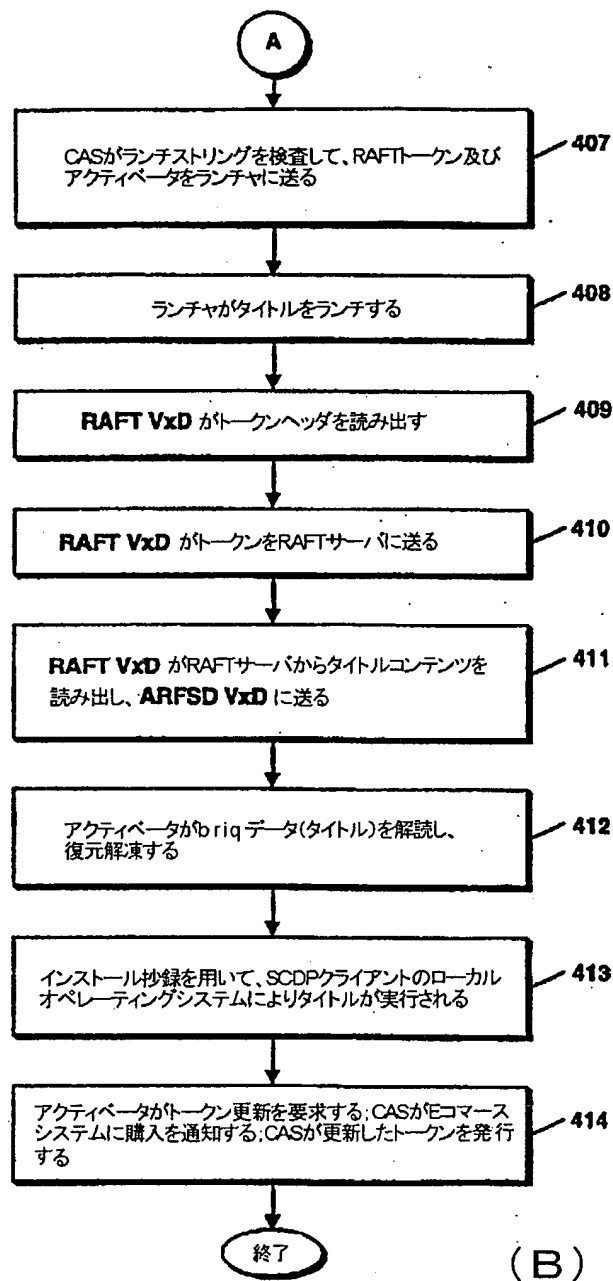 A
CASがランチストリングを検査して、RAFTトークン及び
アクティベータをランチャに送る
407
ランチャがタイトルをランチする
408
RAFT VxD がトークンヘッダを読み出す
409
RAFT VxD がトークンをRAFTサーバに送る
410
RAFT VxD がRAFTサーバからタイトルコンテンツを
読み出し、ARFSD VxD に送る
411
アクティベータがbriqデータ(タイトル)を解読し、
復元解凍する
412
インストール抄録を用いて、SCDPクライアントのローカル
オペレーティングシステムによりタイトルが実行される
413
アクティベータがトークン更新を要求する;CASがEコマース
システムに購入を通知する;CASが更新したトークンを発行
する
414
終了
(B)